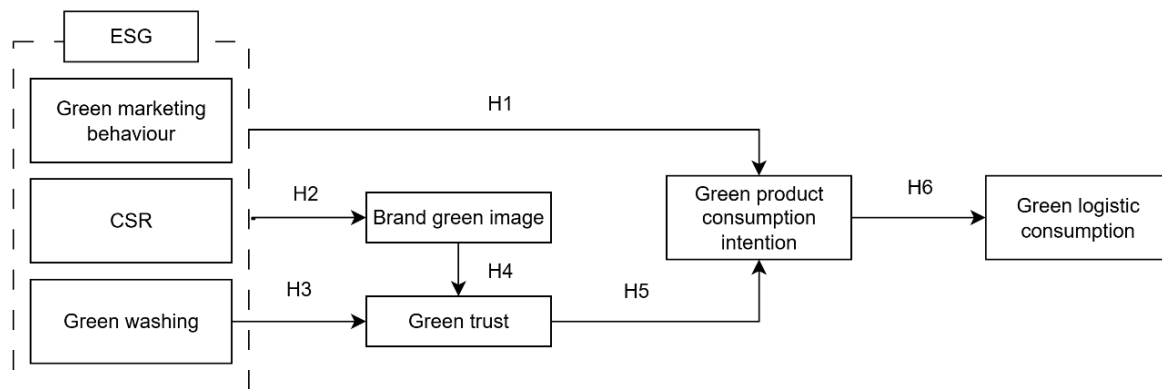 ESG
Green marketing
behaviour
H1
CSR
H2
Brand green image
Green product
consumption
intention
H6
Green logistic
consumption
H4
Green washing
H3
Green trust
H5